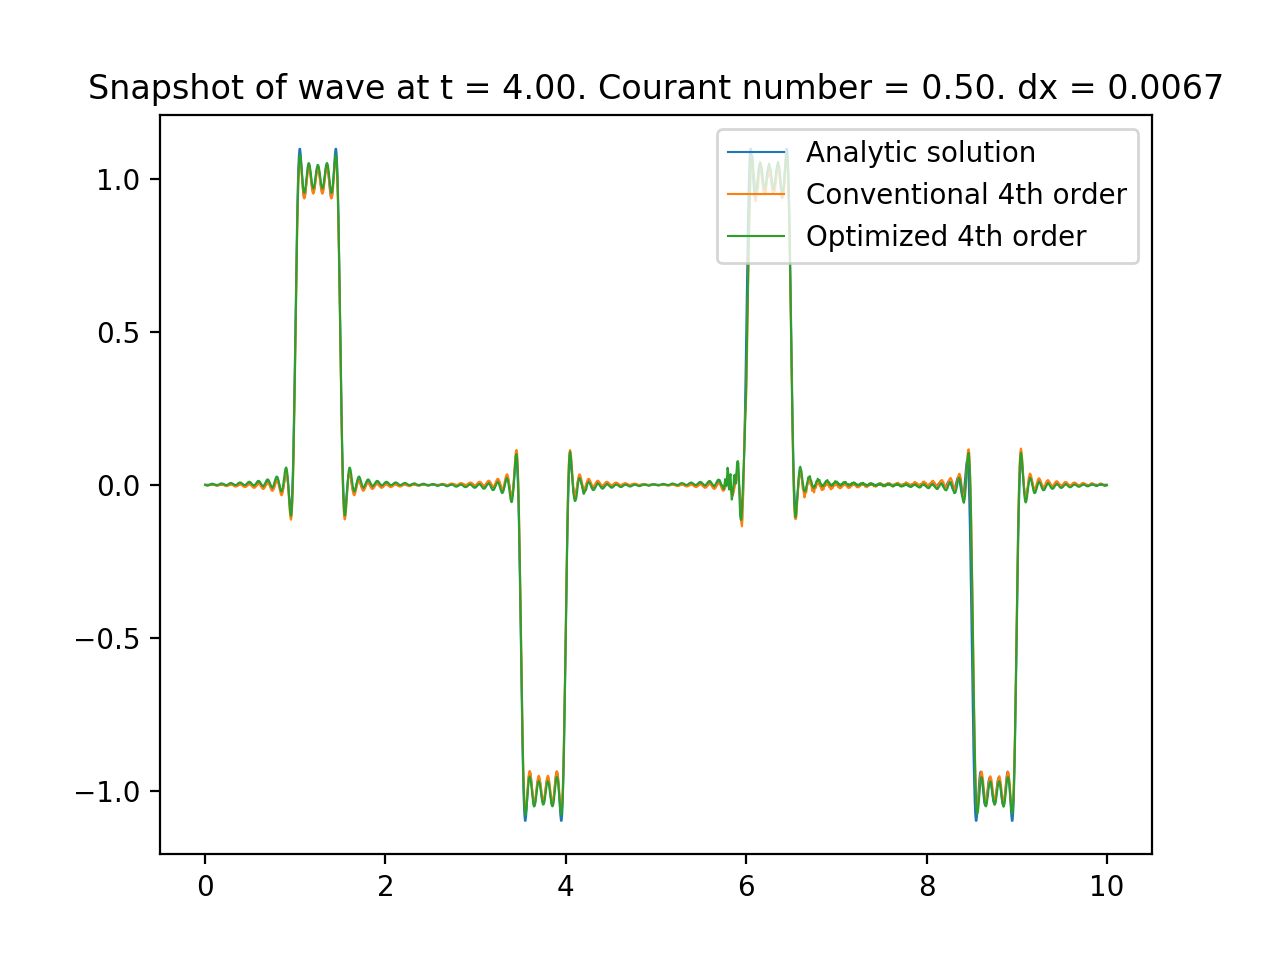 Snapshot of wave at t = 4.00. Courant number = 0.50. dx = 0.0067
Analytic solution
Conventional 4th order
Optimized 4th order
1.0
0.5
0.0
−0.5
−1.0
0 2 4 6 8 10